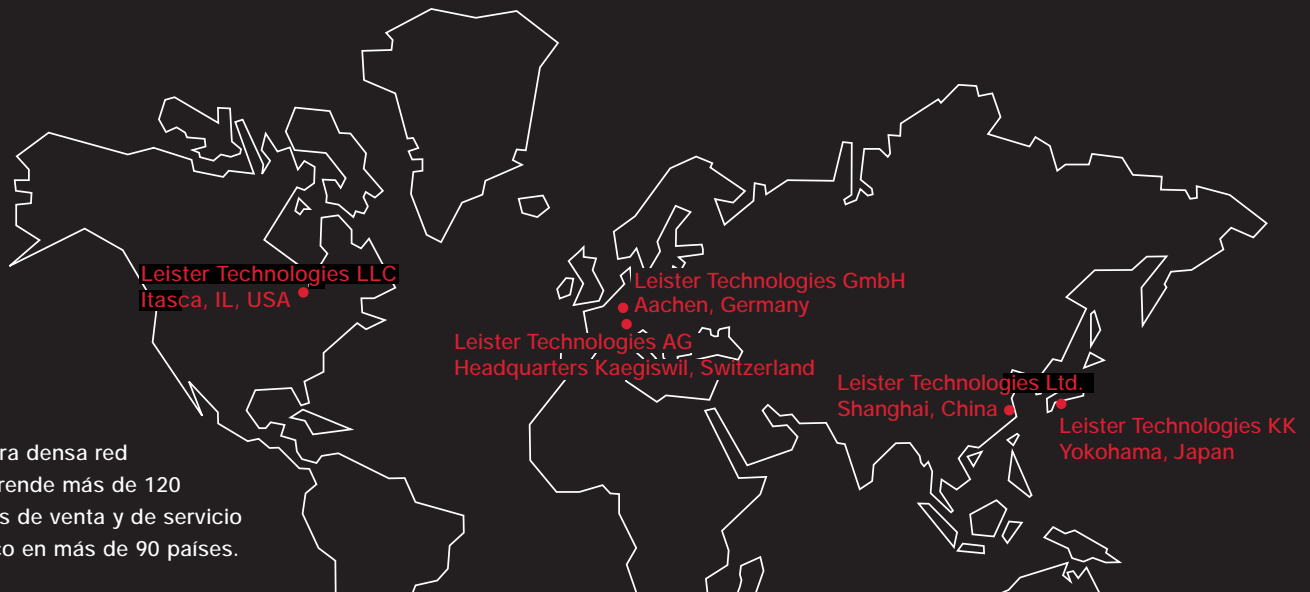 Leister Technologies LLC
Itasca, IL, USA
Leister Technologies GmbH
Aachen, Germany
Leister Technologies AG
Headquarters Kaegiswil, Switzerland
Leister Technologies Ltd.
Shanghai, China
Leister Technologies KK
Yokohama, Japan
ra densa red
rende más de 120
s de venta y de servicio
co en más de 90 países.